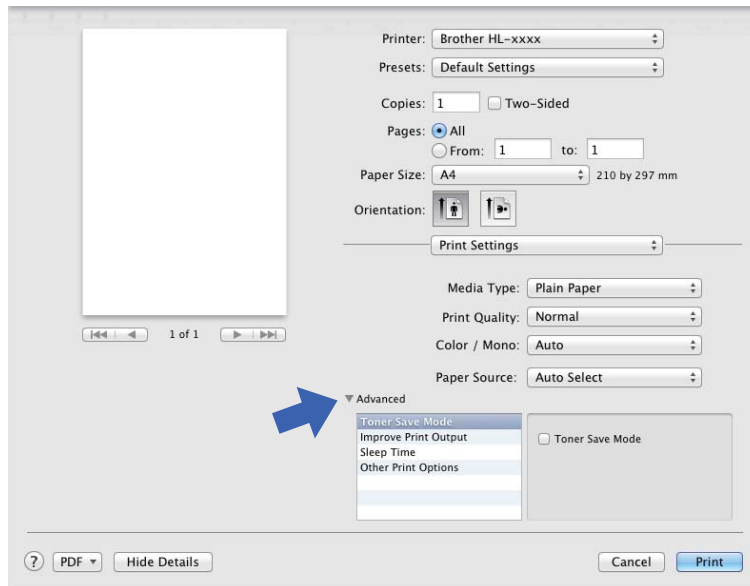 Printer: Brother HL-xxxx
Presets: Default Settings
Copies: 1 Two-Sided
Pages: All
From: 1 to: 1
Paper Size: A4 210 by 297 mm
Orientation:
Print Settings
Media Type: Plain Paper
Print Quality: Normal
1 of 1
Color / Mono: Auto
Paper Source: Auto Select
Advanced
Toner Save Mode
Improve Print Output
Toner Save Mode
Sleep Time
Other Print Options
? PDF Hide Details Cancel Print